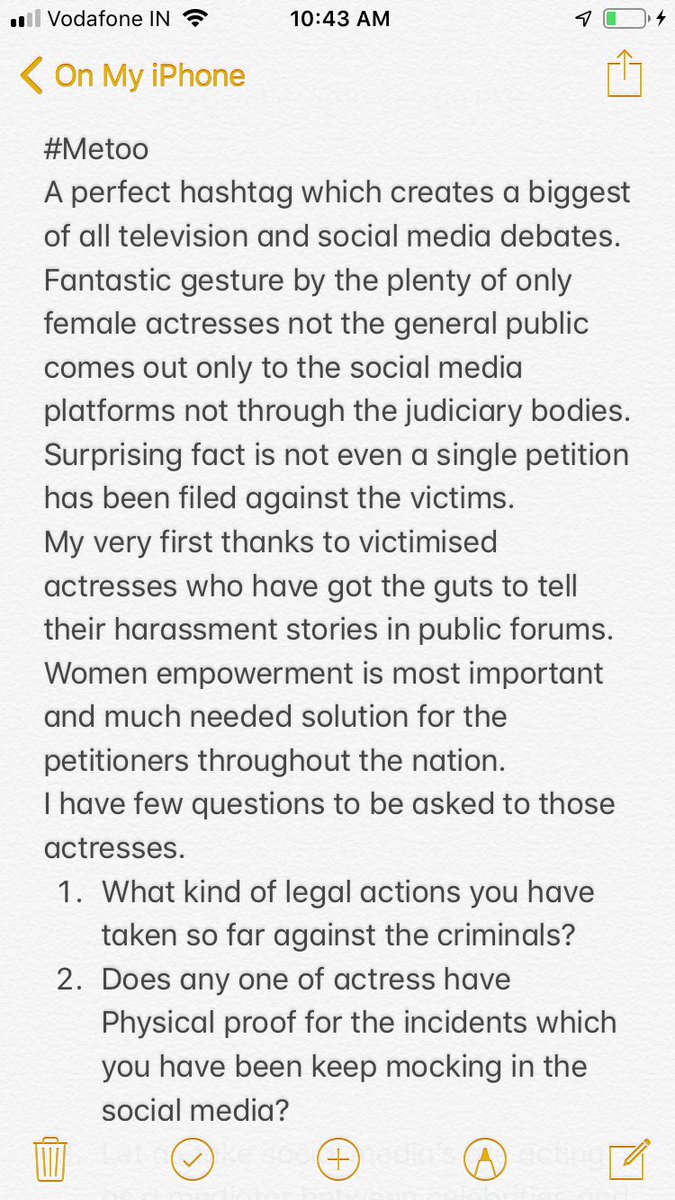 Vodafone IN 10:43 AM
On My iPhone
#Metoo
A perfect hashtag which creates a biggest
of all television and social media debates.
Fantastic gesture by the plenty of only
female actresses not the general public
comes out only to the social media
platforms not through the judiciary bodies.
Surprising fact is not even a single petition
has been filed against the victims.
My very first thanks to victimised
actresses who have got the guts to tell
their harassment stories in public forums.
Women empowerment is most important
and much needed solution for the
petitioners throughout the nation.
I have few questions to be asked to those
actresses.
1. What kind of legal actions you have
taken so far against the criminals?
2. Does any one of actress have
Physical proof for the incidents which
you have been keep mocking in the
social media?